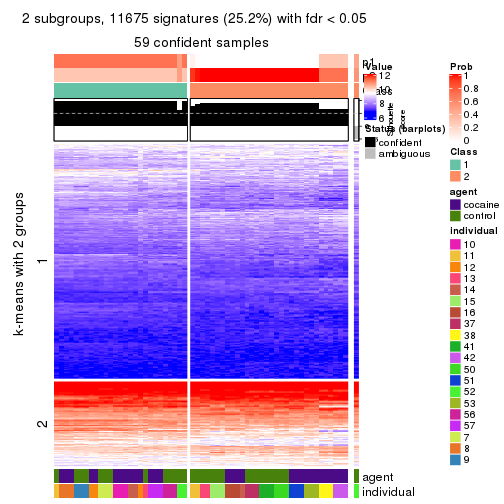 2 subgroups, 11675 signatures (25.2%) with fdr < 0.05
59 confident samples
k-means with 2 groups
1
2
p1
Value
12
10
8
6
Silhouette
score
Status (barplots)
confident
ambiguous
agent
individual
Prob
1
0.8
0.6
0.4
0.2
0
Class
1
2
agent
cocaine
control
individual
10
11
12
13
14
15
16
37
38
41
42
50
51
52
53
56
57
7
8
9